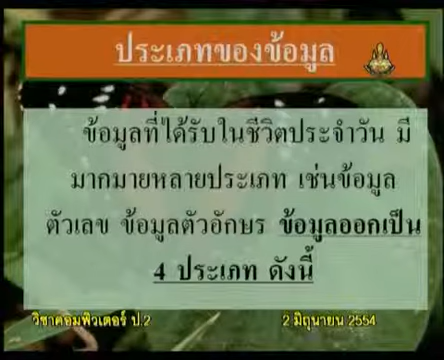 ประเภทของข้อมูล
ข้อมูลที่ได้รับในชีวิตประจำวัน มี
มากมายหลายประเภท เช่นข้อมูล
ตัวเลข ข้อมูลตัวอักษร ข้อมูลออกเป็น
4 ประเภท ดังนี้
วิชาคอมพิวเตอร์ ป.2
2 มิถุนายน 2554